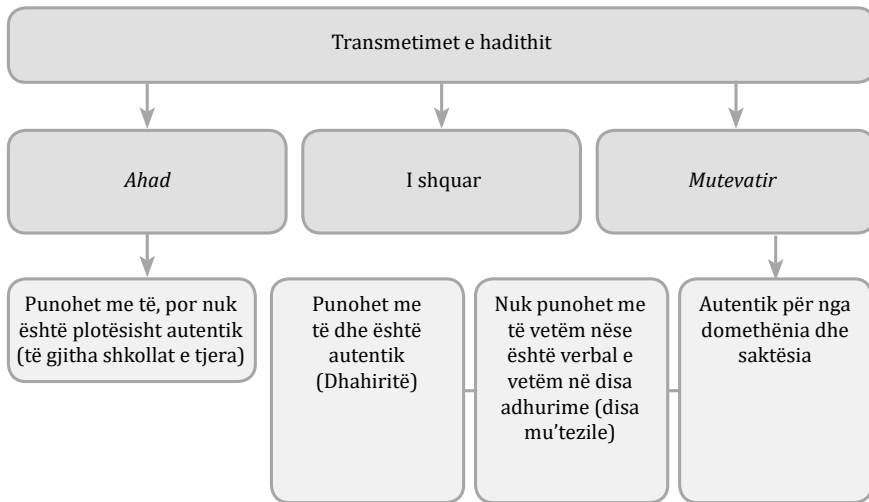 Transmetimet e hadithit
Ahad
I shquar
Mutevatir
Punohet me të, por nuk
është plotësisht autentik
(të gjitha shkollat e tjera)
Punohet me
të dhe është
autentik
(Dhahiritë)
Nuk punohet me
të vetëm nëse
është verbal e
vetëm në disa
adhurime (disa
mu’tezile)
Autentik për nga
domethënia dhe
saktësia